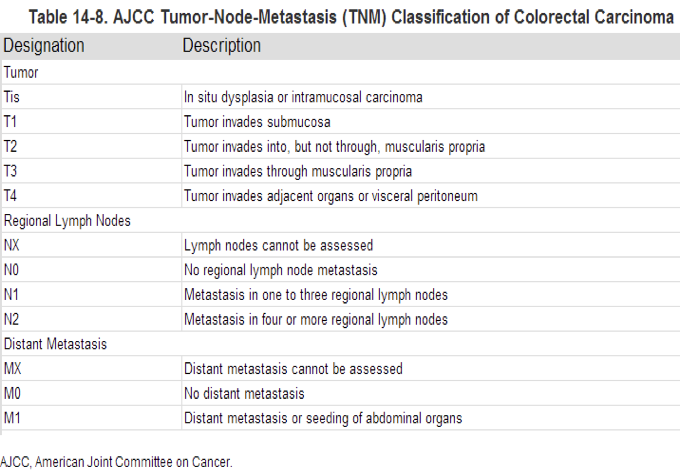 Table 14-8. AJCC Tumor-Node-Metastasis (TNM) Classification of Colorectal Carcinoma
Designation Description
Tumor
Tis In situ dysplasia or intramucosal carcinoma
T1 Tumor invades submucosa
T2 Tumor invades into, but not through, muscularis propria
T3 Tumor invades through muscularis propria
T4 Tumor invades adjacent organs or visceral peritoneum
Regional Lymph Nodes
NX Lymph nodes cannot be assessed
N0 No regional lymph node metastasis
N1 Metastasis in one to three regional lymph nodes
N2 Metastasis in four or more regional lymph nodes
Distant Metastasis
MX Distant metastasis cannot be assessed
M0 No distant metastasis
M1 Distant metastasis or seeding of abdominal organs
AJCC, American Joint Committee on Cancer.